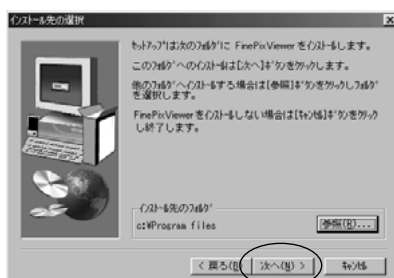 インストール先の選択
セットアップは次のフォルダへ FinePixViewer をインストールします。
このフォルダへのインストールは[次へ]ボタンをクリックします。
他のフォルダへインストールする場合は[参照]ボタンをクリックしフォルダ
を選択します。
FinePixViewer をインストールしない場合は[キャンセル]ボタンをクリック
し終了します。
インストール先のフォルダ
c:¥Program files
参照(R)...
< 戻る(B)
次へ(N) >
キャンセル